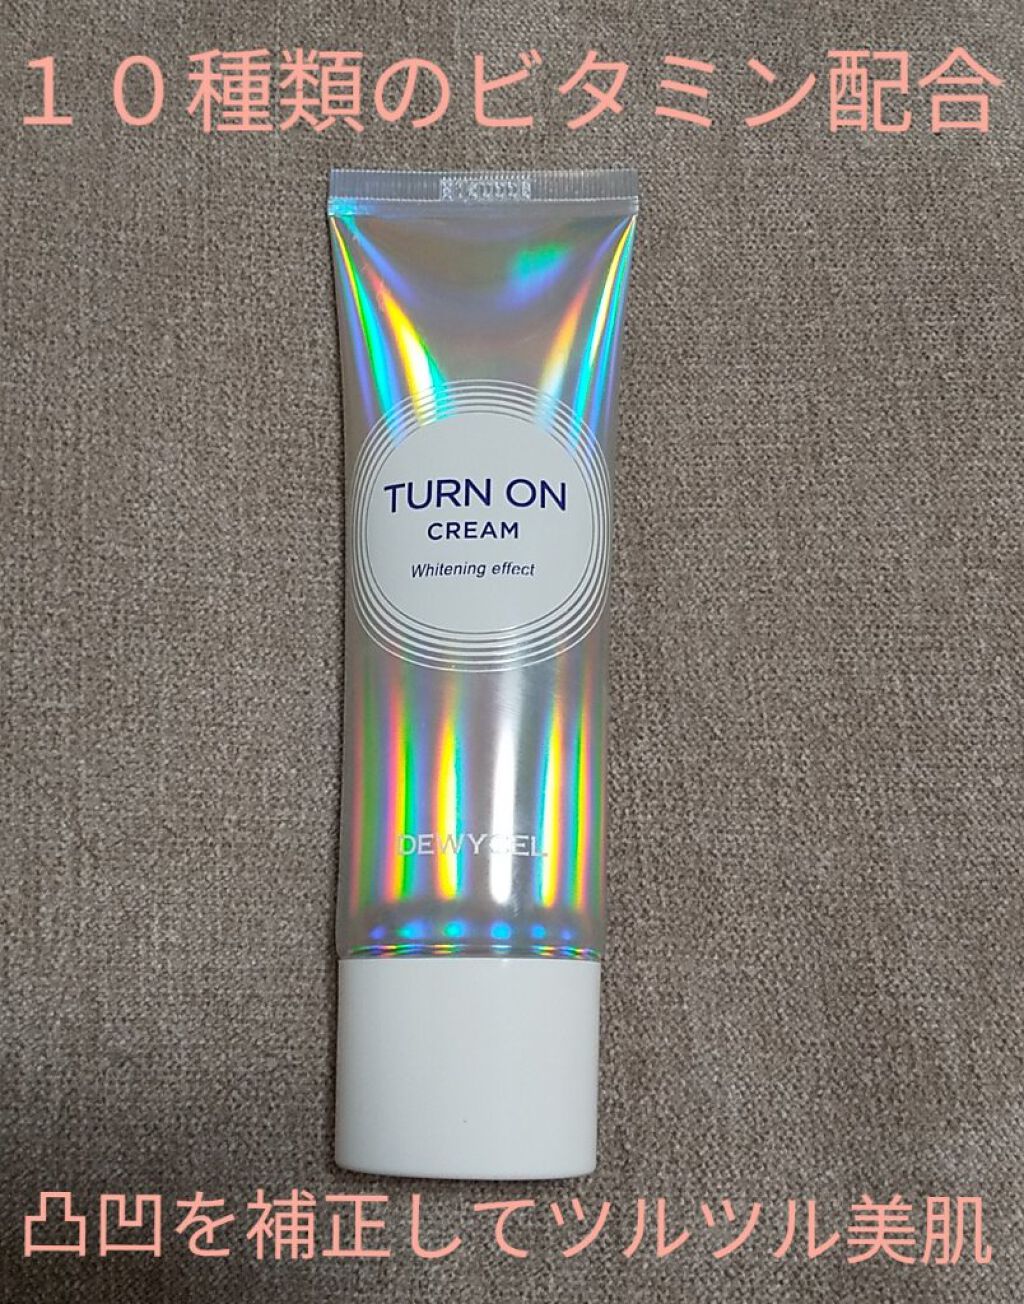 １０種類のビタミン配合
TURN ON
CREAM
Whitening effect
DEWYCEL
凸凹を補正してツルツル美肌